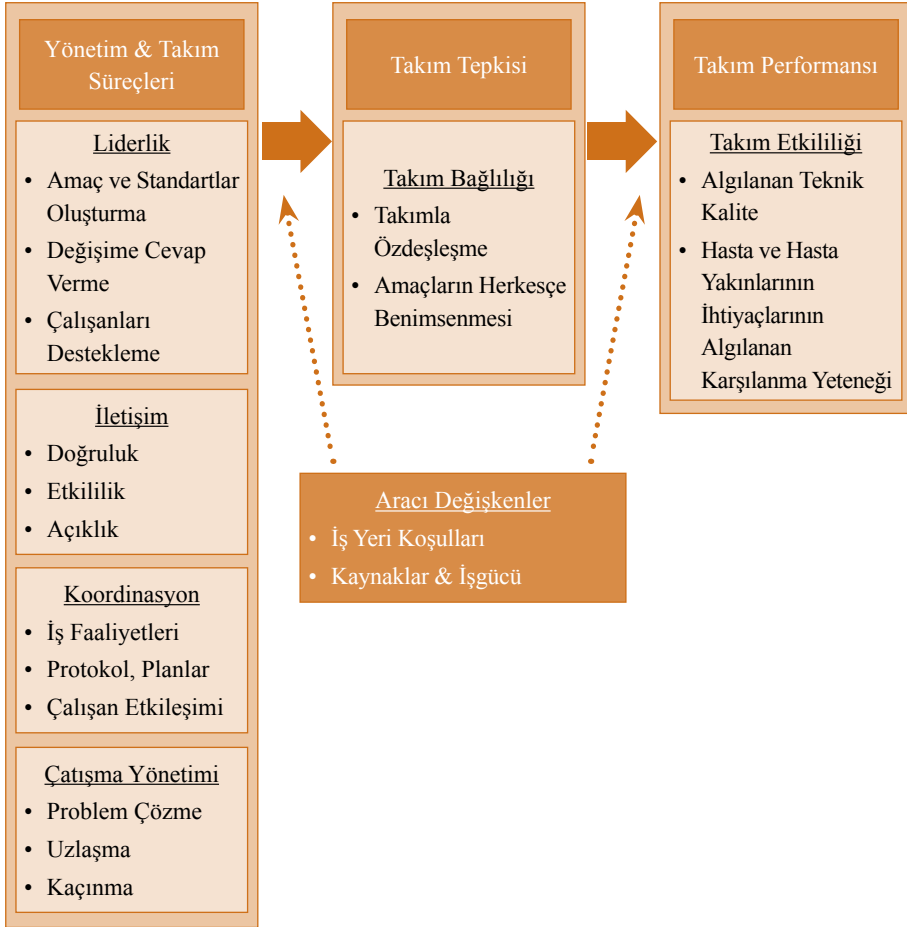 Yönetim & Takım
Süreçleri
Liderlik
• Amaç ve Standartlar
Oluşturma
• Değişime Cevap
Verme
• Çalışanları
Destekleme
İletişim
• Doğruluk
• Etkililik
• Açıklık
Koordinasyon
• İş Faaliyetleri
• Protokol, Planlar
• Çalışan Etkileşimi
Çatışma Yönetimi
• Problem Çözme
• Uzlaşma
• Kaçınma
Takım Tepkisi
Takım Bağlılığı
• Takımla
Özdeşleşme
• Amaçların Herkesçe
Benimsenmesi
Takım Performansı
Takım Etkililiği
• Algılanan Teknik
Kalite
• Hasta ve Hasta
Yakınlarının
İhtiyaçlarının
Algılanan
Karşılanma Yeteneği
Aracı Değişkenler
• İş Yeri Koşulları
• Kaynaklar & İşgücü